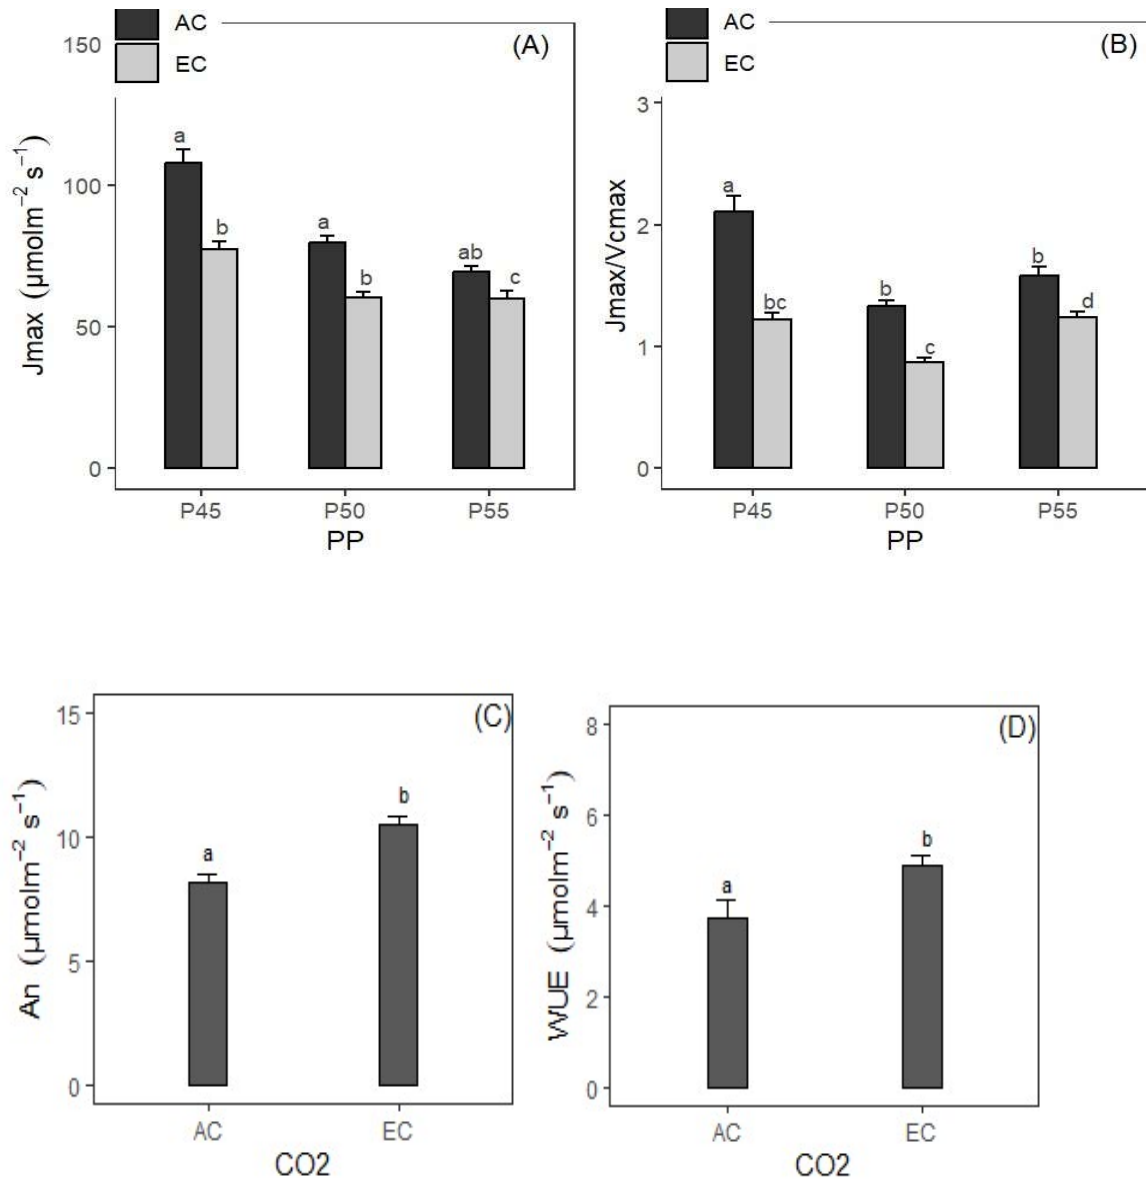 AC
EC
(A)
150
100
50
0
Jmax (µmolm⁻² s⁻¹)
a
b
a
b
ab
c
P45 P50 P55
PP
AC
EC
(B)
3
2
1
0
Jmax/Vcmax
a
bc
b
c
b
d
P45 P50 P55
PP
(C)
15
10
5
0
An (µmolm⁻² s⁻¹)
a
b
AC EC
CO2
(D)
8
6
4
2
0
WUE (µmolm⁻² s⁻¹)
a
b
AC EC
CO2